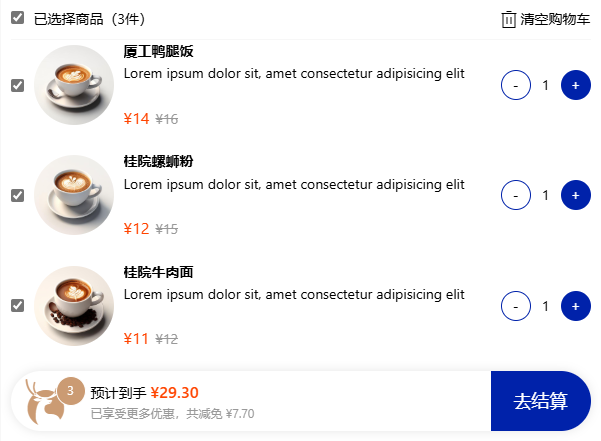 已选择商品（3件）
清空购物车
厦工鸭腿饭
Lorem ipsum dolor sit, amet consectetur adipisicing elit
- 1 +
¥14 ¥16
桂院螺蛳粉
Lorem ipsum dolor sit, amet consectetur adipisicing elit
- 1 +
¥12 ¥15
桂院牛肉面
Lorem ipsum dolor sit, amet consectetur adipisicing elit
- 1 +
¥11 ¥12
3
预计到手 ¥29.30
已享受更多优惠，共减免 ¥7.70
去结算